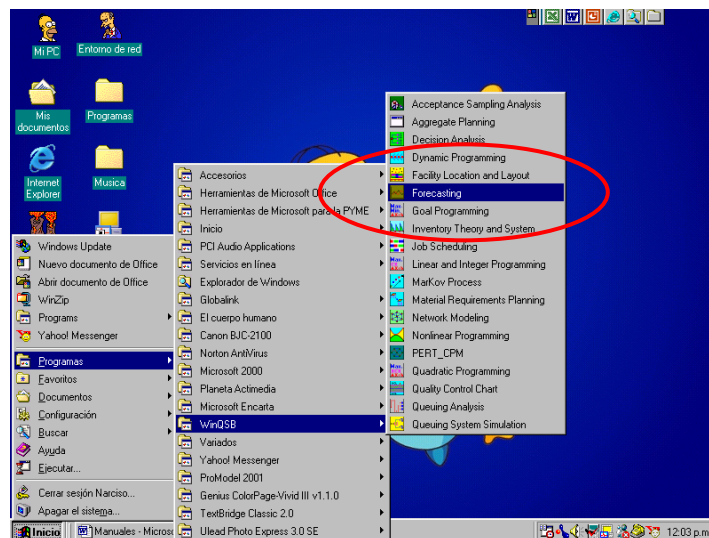 Mi PC
Entorno de red
Mis
documentos
Programas
Internet
Explorer
Musica
Windows Update
Nuevo documento de Office
Abrir documento de Office
WinZip
Programs
Yahoo! Messenger
Programas
Favoritos
Documentos
Configuración
Buscar
Ayuda
Ejecutar...
Cerrar sesión Narciso...
Apagar el sistema...
Accesorios
Herramientas de Microsoft Office
Herramientas de Microsoft para la PYME
Inicio
PCI Audio Applications
Servicios en línea
Explorador de Windows
Globalink
El cuerpo humano
Canon BJC-2100
Norton AntiVirus
Microsoft 2000
Planeta Actimedia
Microsoft Encarta
WinQSB
Variados
Yahoo! Messenger
ProModel 2001
Genius ColorPage-Vivid III v1.1.0
TextBridge Classic 2.0
Ulead Photo Express 3.0 SE
Acceptance Sampling Analysis
Aggregate Planning
Decision Analysis
Dynamic Programming
Facility Location and Layout
Forecasting
Goal Programming
Inventory Theory and System
Job Scheduling
Linear and Integer Programming
MarKov Process
Material Requirements Planning
Network Modeling
Nonlinear Programming
PERT_CPM
Quadratic Programming
Quality Control Chart
Queuing Analysis
Queuing System Simulation
Inicio
Manuales - Micros
12:03 p.m